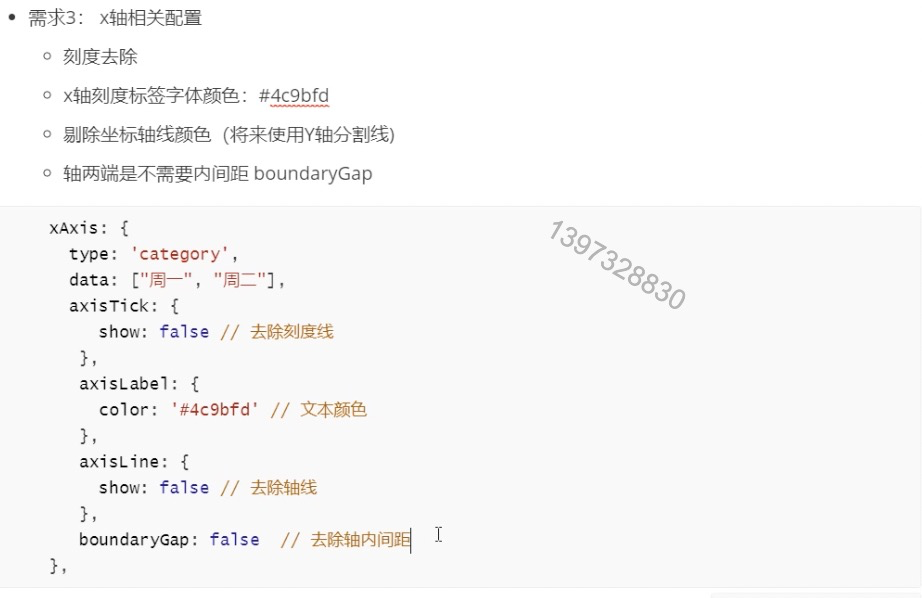 需求3： x轴相关配置
刻度去除
x轴刻度标签字体颜色：#4c9bfd
剔除坐标轴线颜色（将来使用Y轴分割线)
轴两端是不需要内间距 boundaryGap
xAxis: {
type: 'category',
data: ["周一", "周二"],
axisTick: {
show: false // 去除刻度线
},
axisLabel: {
color: '#4c9bfd' // 文本颜色
},
axisLine: {
show: false // 去除轴线
},
boundaryGap: false  // 去除轴内间距
},
1397328830